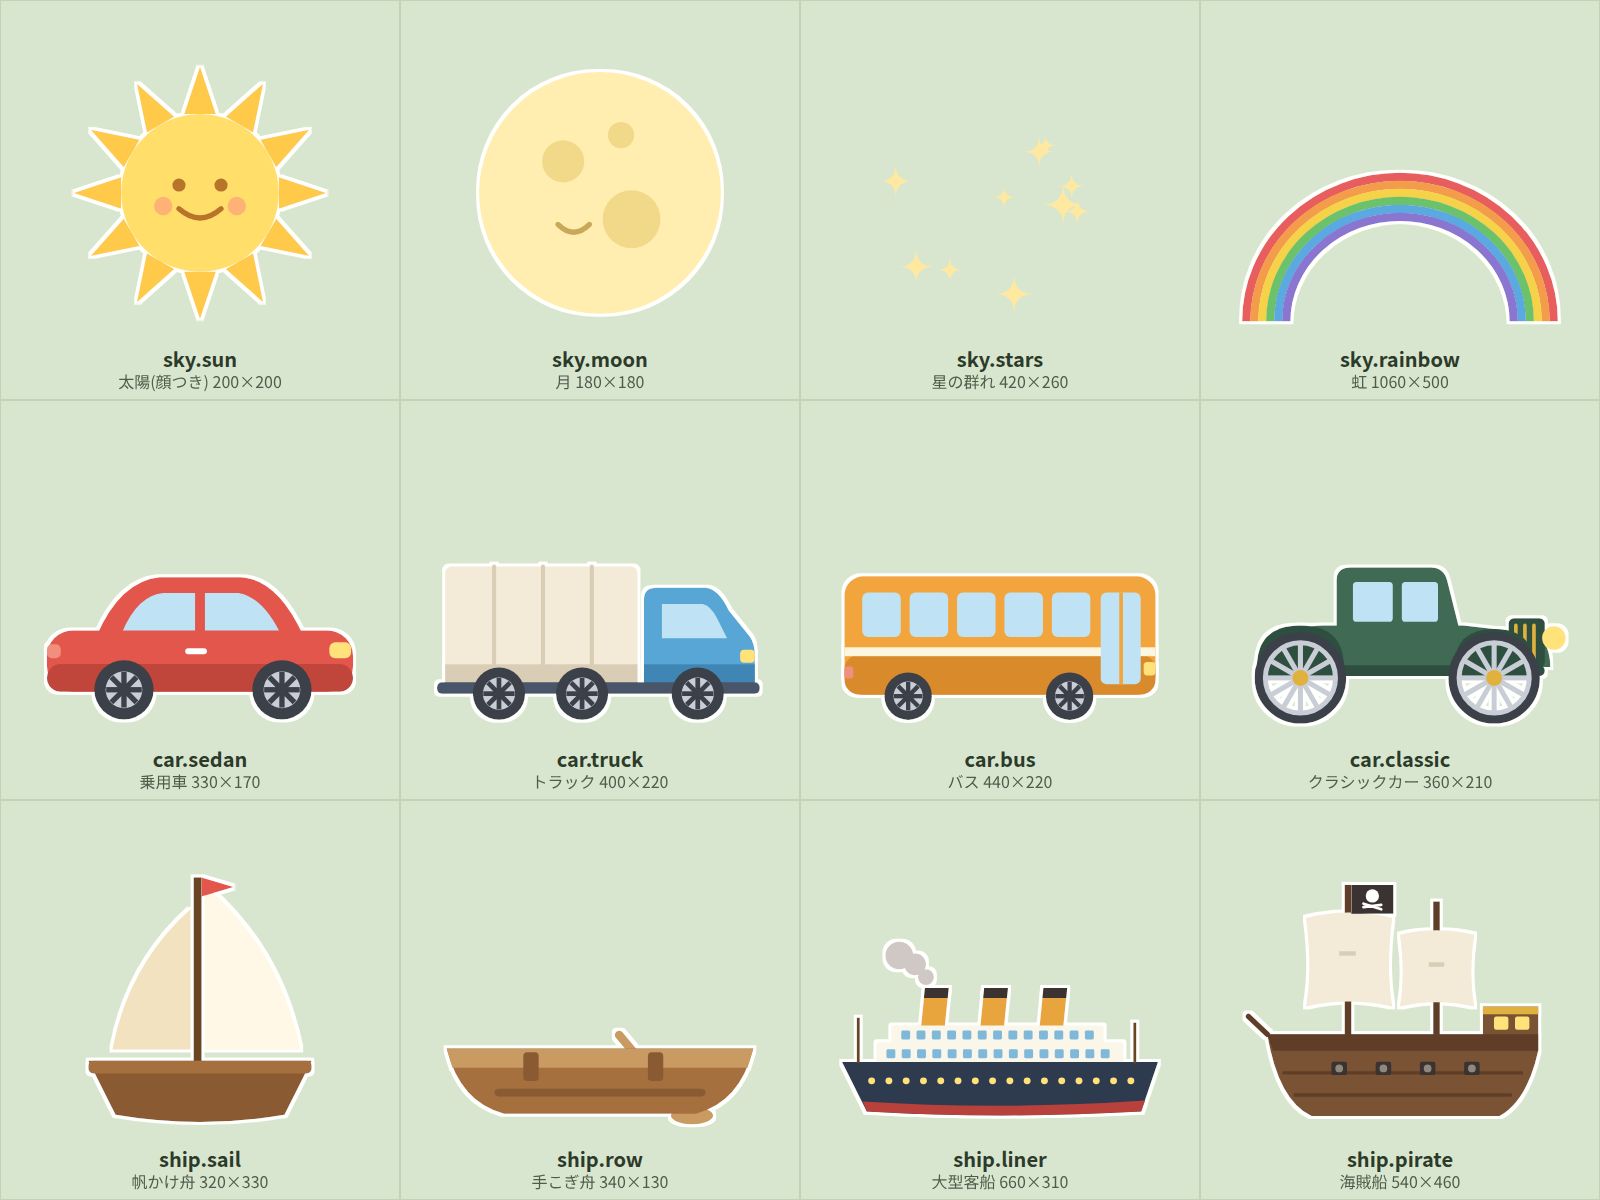 sky.sun
太陽(顔つき) 200×200
sky.moon
月 180×180
sky.stars
星の群れ 420×260
sky.rainbow
虹 1060×500
car.sedan
乗用車 330×170
car.truck
トラック 400×220
car.bus
バス 440×220
car.classic
クラシックカー 360×210
ship.sail
帆かけ舟 320×330
ship.row
手こぎ舟 340×130
ship.liner
大型客船 660×310
ship.pirate
海賊船 540×460